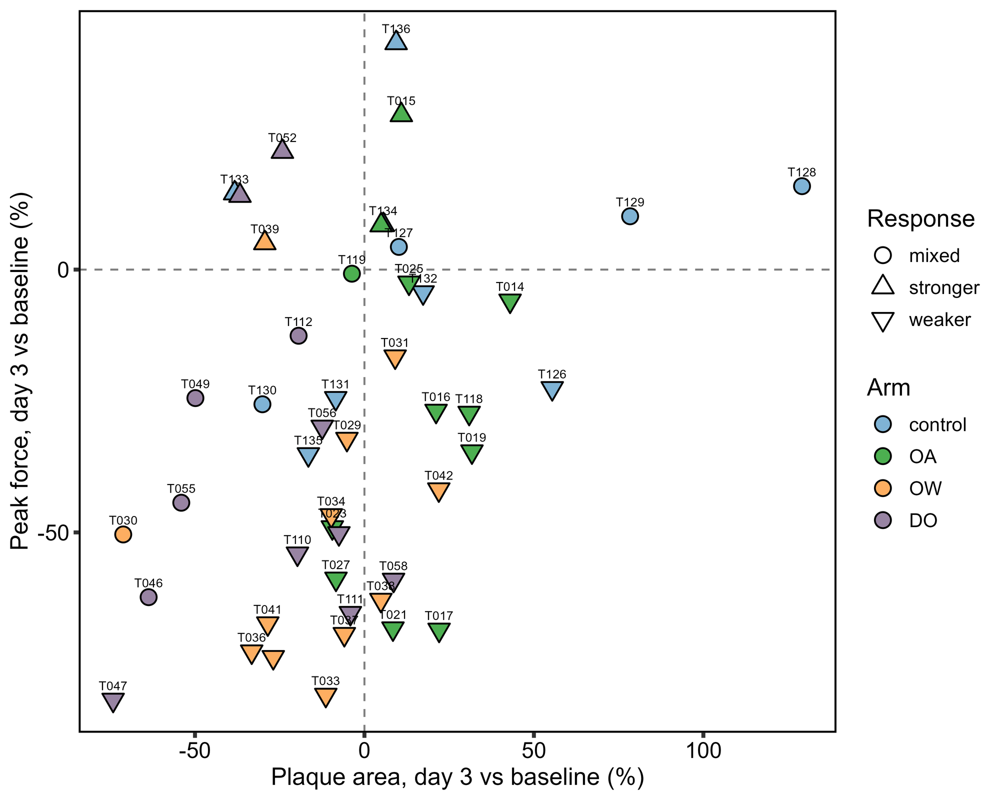 T136
T015
T052
T133
T128
T129
T134
T039
T127
T119
T025
T132
T014
T112
T031
T126
T049
T130
T131
T016
T118
T056
T029
T135
T019
T042
T055
T034
T023
T030
T110
T027
T058
T046
T038
T111
T041
T037
T021
T017
T036
T033
T047
0
-50
-50
0
50
100
Peak force, day 3 vs baseline (%)
Plaque area, day 3 vs baseline (%)
Response
mixed
stronger
weaker
Arm
control
OA
OW
DO